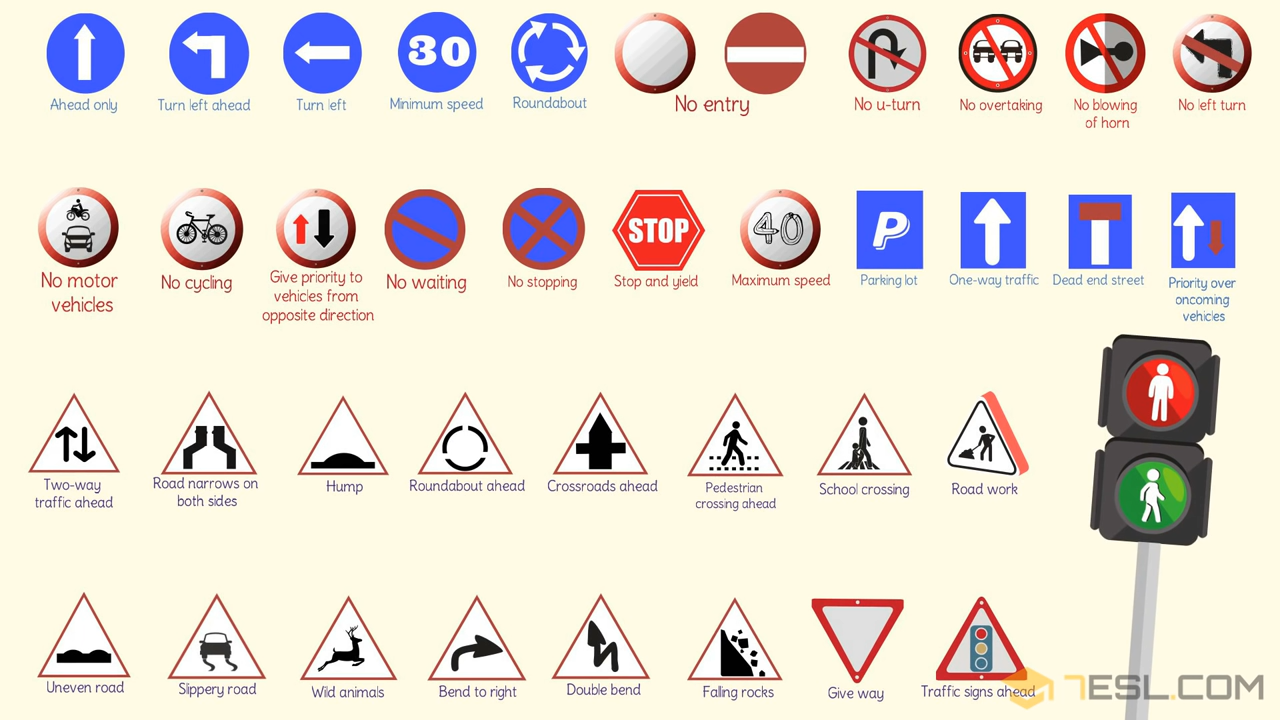 Ahead only
Turn left ahead
Turn left
30
Minimum speed
Roundabout
No entry
No u-turn
No overtaking
No blowing
of horn
No left turn
No motor
vehicles
No cycling
Give priority to
vehicles from
opposite direction
No waiting
No stopping
STOP
Stop and yield
40
Maximum speed
P
Parking lot
One-way traffic
Dead end street
Priority over
oncoming
vehicles
Two-way
traffic ahead
Road narrows on
both sides
Hump
Roundabout ahead
Crossroads ahead
Pedestrian
crossing ahead
School crossing
Road work
Uneven road
Slippery road
Wild animals
Bend to right
Double bend
Falling rocks
Give way
Traffic signs ahead
7ESL.COM